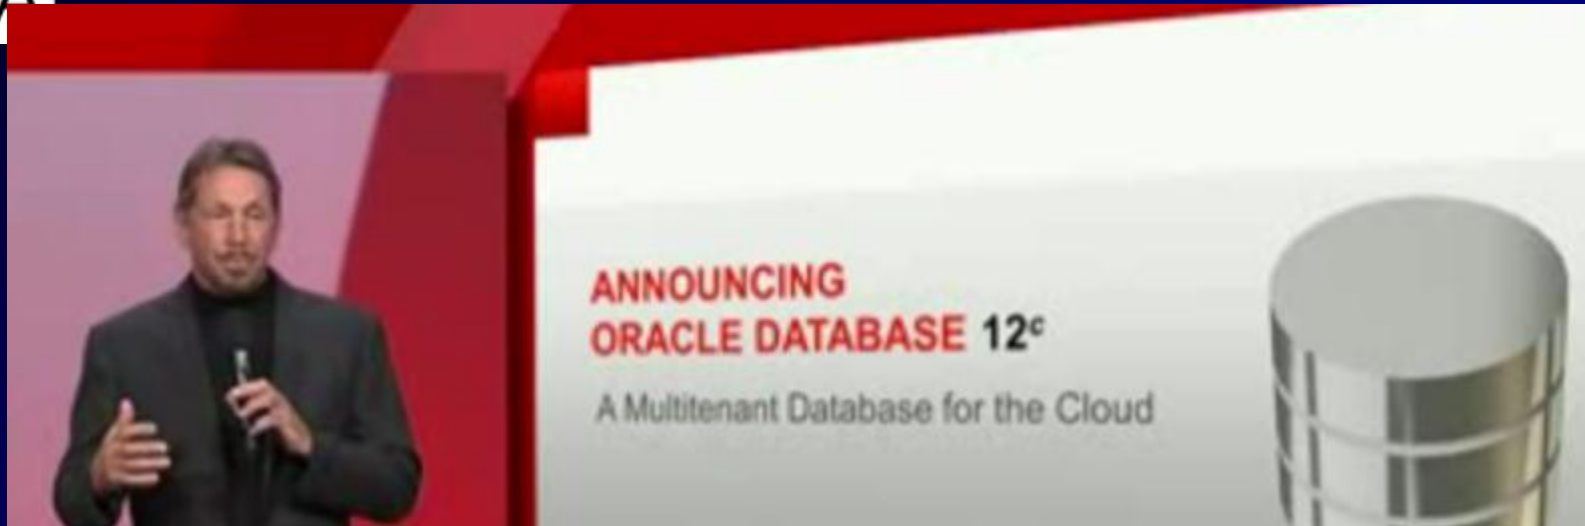 ANNOUNCING
ORACLE DATABASE 12c
A Multitenant Database for the Cloud